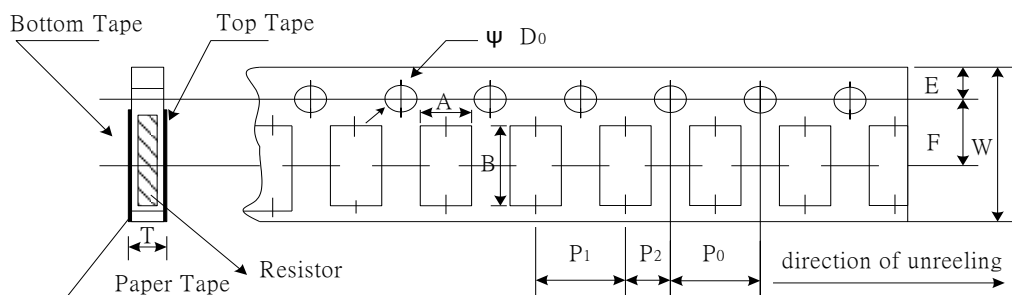 Bottom Tape
Top Tape
Ψ D0
A
B
E
F
W
T
Paper Tape
Resistor
P1
P2
P0
direction of unreeling